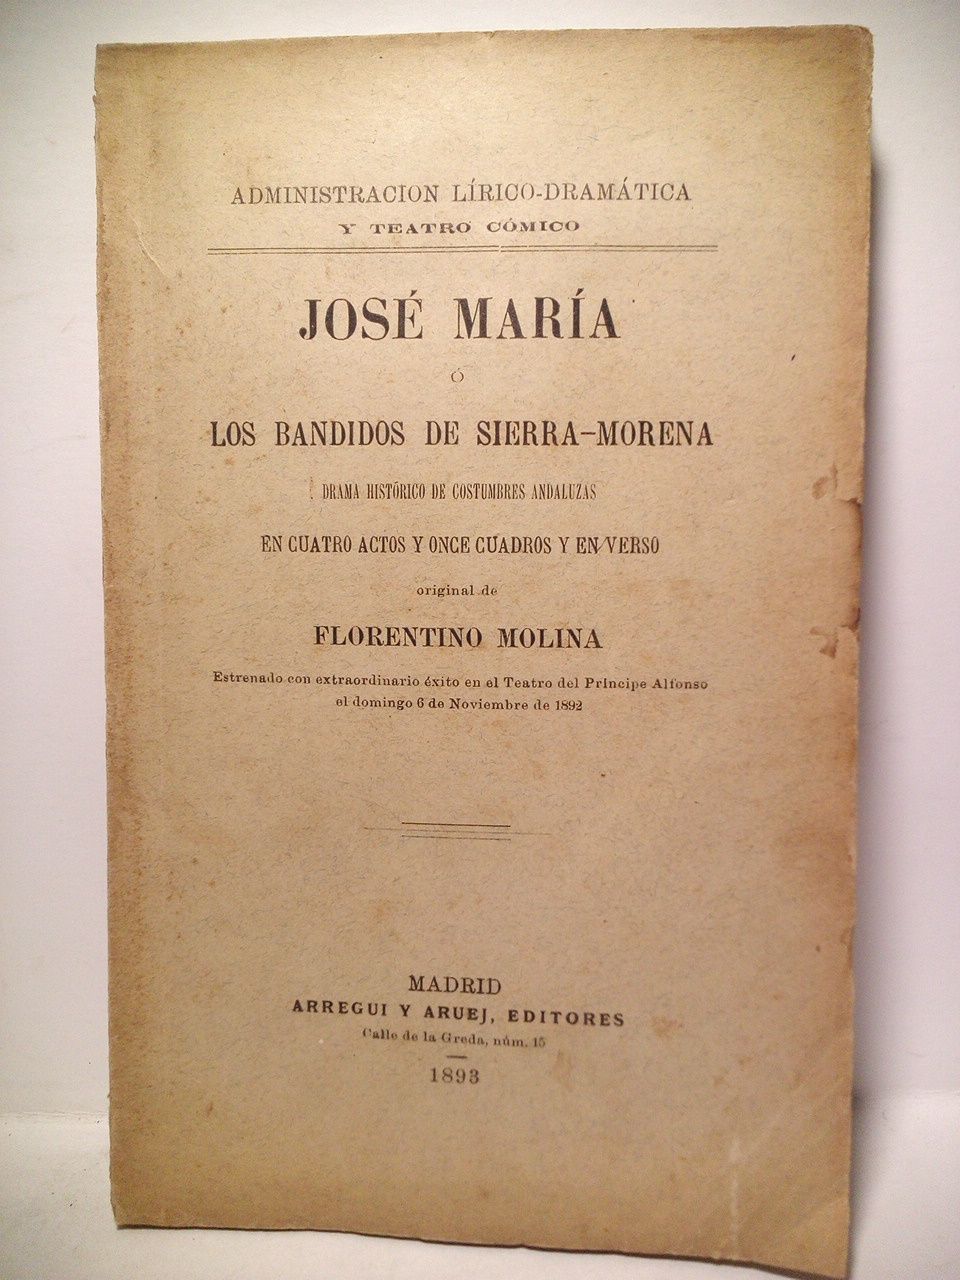 ADMINISTRACION LÍRICO-DRAMÁTICA
Y TEATRO CÓMICO
JOSÉ MARÍA
Ó
LOS BANDIDOS DE SIERRA-MORENA
DRAMA HISTÓRICO DE COSTUMBRES ANDALUZAS
EN CUATRO ACTOS Y ONCE CUADROS Y EN VERSO
original de
FLORENTINO MOLINA
Estrenado con extraordinario éxito en el Teatro del Príncipe Alfonso
el domingo 6 de Noviembre de 1892
MADRID
ARREGUI Y ARUEJ, EDITORES
Calle de la Greda, núm. 15
1893